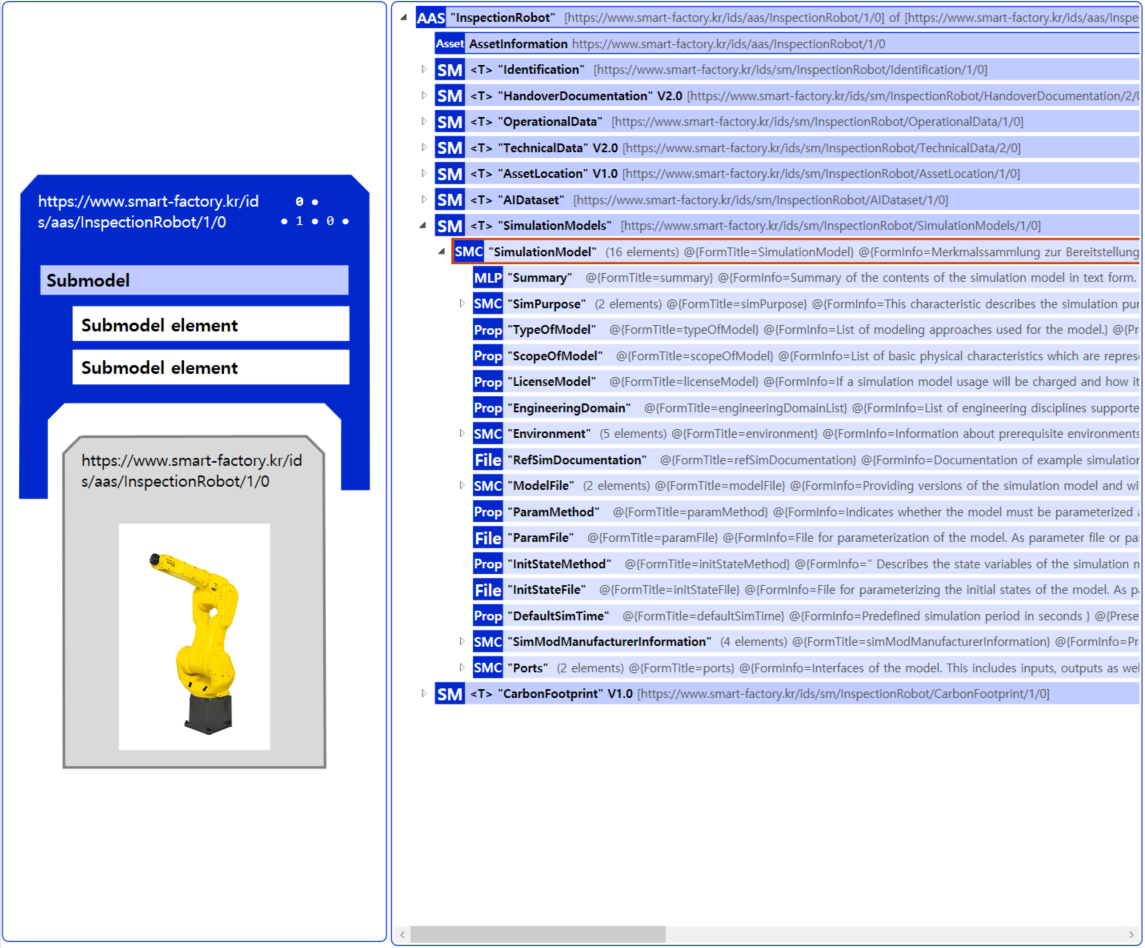 https://www.smart-factory.kr/id
s/aas/InspectionRobot/1/0
0 ●
● 1 ● 0 ●
Submodel
Submodel element
Submodel element
https://www.smart-factory.kr/id
s/aas/InspectionRobot/1/0
AAS "InspectionRobot" [https://www.smart-factory.kr/ids/aas/InspectionRobot/1/0] of [https://www.smart-factory.kr/ids/aas/Inspe
Asset AssetInformation https://www.smart-factory.kr/ids/aas/InspectionRobot/1/0
SM <T> "Identification" [https://www.smart-factory.kr/ids/sm/InspectionRobot/Identification/1/0]
SM <T> "HandoverDocumentation" V2.0 [https://www.smart-factory.kr/ids/sm/InspectionRobot/HandoverDocumentation/2/0
SM <T> "OperationalData" [https://www.smart-factory.kr/ids/sm/InspectionRobot/OperationalData/1/0]
SM <T> "TechnicalData" V2.0 [https://www.smart-factory.kr/ids/sm/InspectionRobot/TechnicalData/2/0]
SM <T> "AssetLocation" V1.0 [https://www.smart-factory.kr/ids/sm/InspectionRobot/AssetLocation/1/0]
SM <T> "AIDataset" [https://www.smart-factory.kr/ids/sm/InspectionRobot/AIDataset/1/0]
SM <T> "SimulationModels" [https://www.smart-factory.kr/ids/sm/InspectionRobot/SimulationModels/1/0]
SMC "SimulationModel" (16 elements) @{FormTitle=SimulationModel} @{FormInfo=Merkmalssammlung zur Bereitstellung
MLP "Summary" @{FormTitle=summary} @{FormInfo=Summary of the contents of the simulation model in text form.
SMC "SimPurpose" (2 elements) @{FormTitle=simPurpose} @{FormInfo=This characteristic describes the simulation pur
Prop "TypeOfModel" @{FormTitle=typeOfModel} @{FormInfo=List of modeling approaches used for the model.} @{Pr
Prop "ScopeOfModel" @{FormTitle=scopeOfModel} @{FormInfo=List of basic physical characteristics which are repres
Prop "LicenseModel" @{FormTitle=licenseModel} @{FormInfo=If a simulation model usage will be charged and how it
Prop "EngineeringDomain" @{FormTitle=engineeringDomainList} @{FormInfo=List of engineering disciplines supporte
SMC "Environment" (5 elements) @{FormTitle=environment} @{FormInfo=Information about prerequisite environments
File "RefSimDocumentation" @{FormTitle=refSimDocumentation} @{FormInfo=Documentation of example simulation
SMC "ModelFile" (2 elements) @{FormTitle=modelFile} @{FormInfo=Providing versions of the simulation model and wi
Prop "ParamMethod" @{FormTitle=paramMethod} @{FormInfo=Indicates whether the model must be parameterized a
File "ParamFile" @{FormTitle=paramFile} @{FormInfo=File for parameterization of the model. As parameter file or pa
Prop "InitStateMethod" @{FormTitle=initStateMethod} @{FormInfo=" Describes the state variables of the simulation m
File "InitStateFile" @{FormTitle=initStateFile} @{FormInfo=File for parameterizing the initial states of the model. As p
Prop "DefaultSimTime" @{FormTitle=defaultSimTime} @{FormInfo=Predefined simulation period in seconds } @{Prese
SMC "SimModManufacturerInformation" (4 elements) @{FormTitle=simModManufacturerInformation} @{FormInfo=Pr
SMC "Ports" (2 elements) @{FormTitle=ports} @{FormInfo=Interfaces of the model. This includes inputs, outputs as wel
SM <T> "CarbonFootprint" V1.0 [https://www.smart-factory.kr/ids/sm/InspectionRobot/CarbonFootprint/1/0]